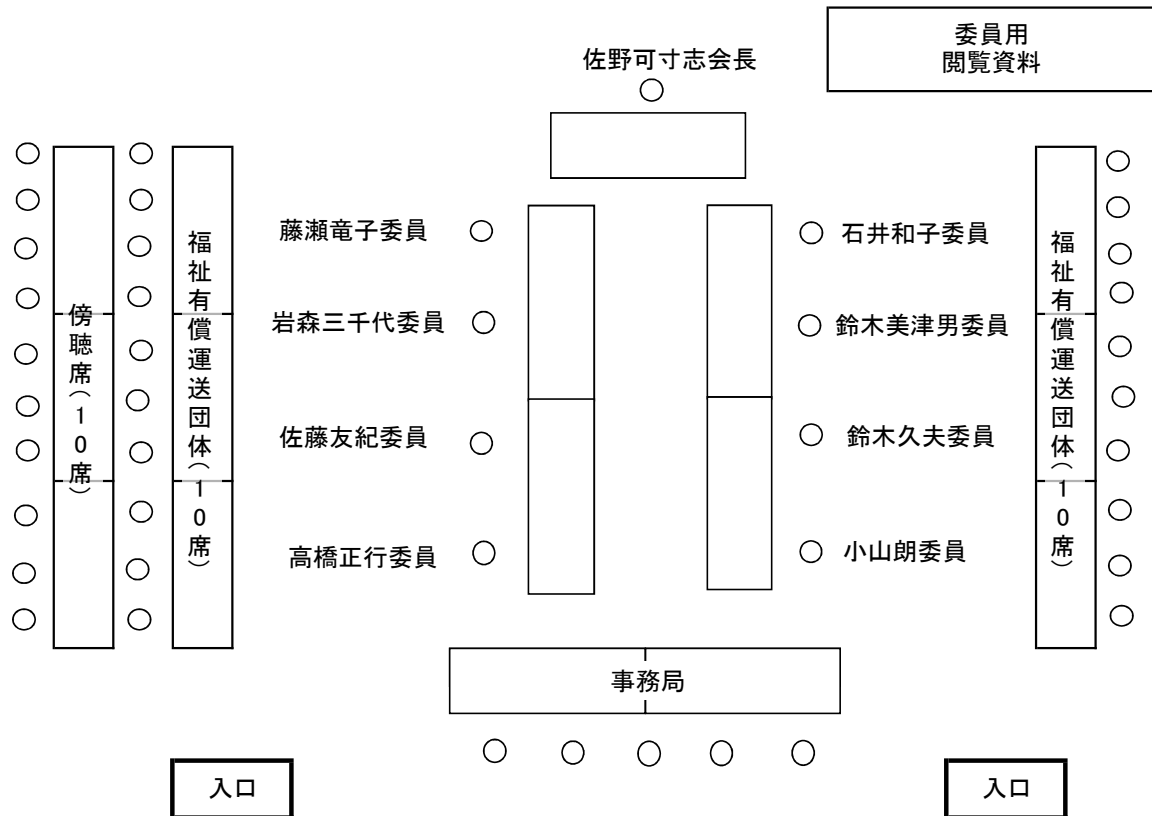 委員用
閲覧資料
佐野可寸志会長
藤瀬竜子委員
石井和子委員
岩森三千代委員
鈴木美津男委員
佐藤友紀委員
鈴木久夫委員
高橋正行委員
小山朗委員
傍聴席(10席)
福祉有償運送団体(10席)
福祉有償運送団体(10席)
事務局
入口
入口